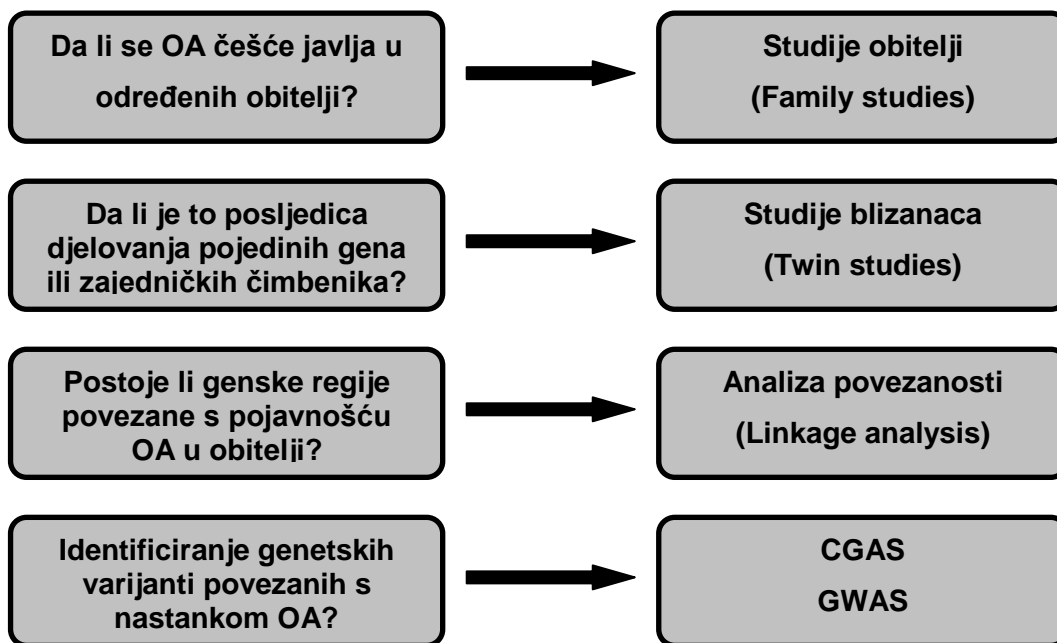 Da li se OA češće javlja u
određenih obitelji?
Studije obitelji
(Family studies)
Da li je to posljedica
djelovanja pojedinih gena
ili zajedničkih čimbenika?
Studije blizanaca
(Twin studies)
Postoje li genske regije
povezane s pojavnošću
OA u obitelji?
Analiza povezanosti
(Linkage analysis)
Identificiranje genetskih
varijanti povezanih s
nastankom OA?
CGAS
GWAS